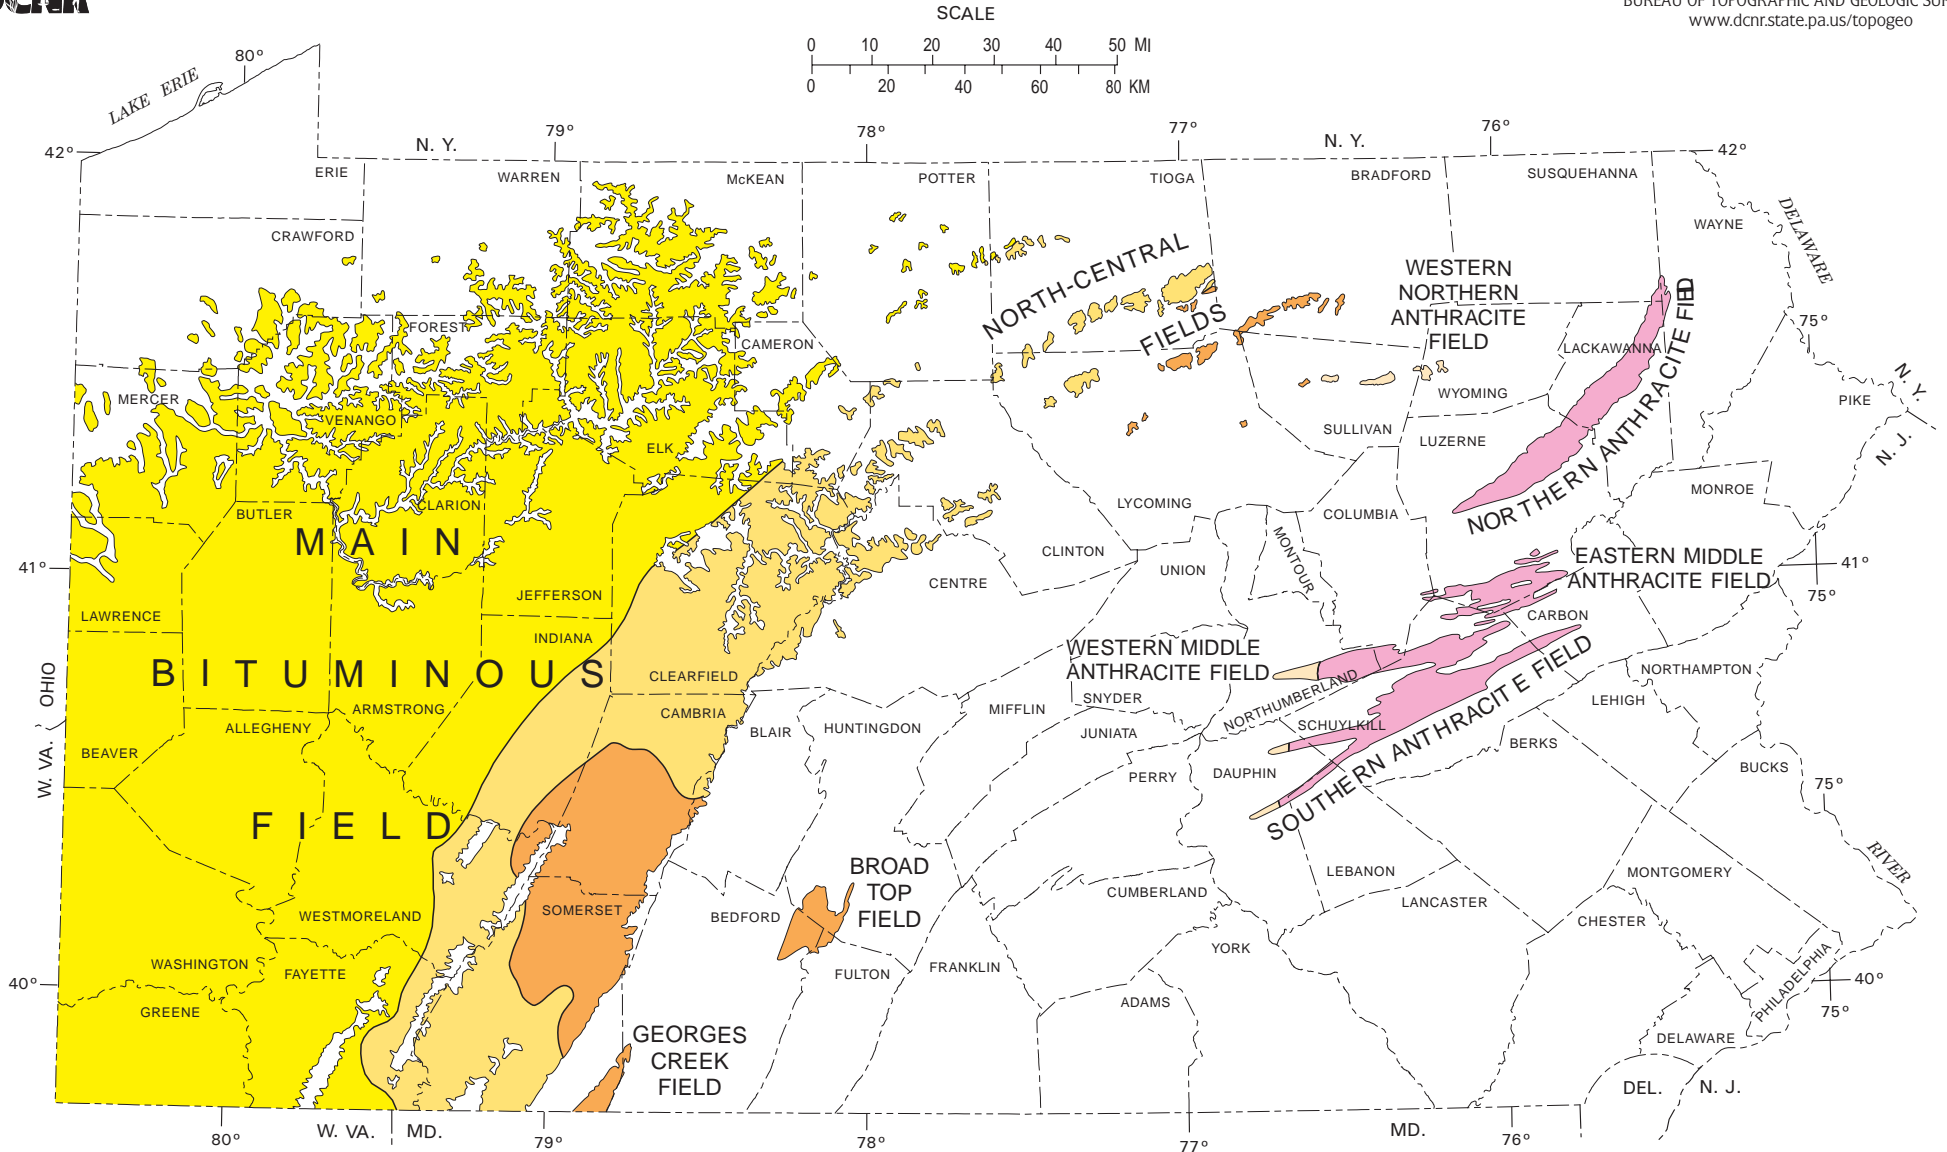 DCNR
BUREAU OF TOPOGRAPHIC AND GEOLOGIC SUR
www.dcnr.state.pa.us/topogeo
SCALE
0 10 20 30 40 50 MI
0 20 40 60 80 KM
LAKE ERIE
80° 79° 78° 77° 76°
42° N. Y. N. Y. 42°
ERIE WARREN McKEAN POTTER TIOGA BRADFORD SUSQUEHANNA
WAYNE
DELAWARE
CRAWFORD
NORTH-CENTRAL
FIELDS
WESTERN
NORTHERN
ANTHRACITE
FIELD
FOREST
CAMERON
LACKAWANNA
75°
MERCER
VENANGO
WYOMING
PIKE
N. Y.
N. J.
ELK
SULLIVAN
LUZERNE
NORTHERN ANTHRACITE FIELD
MONROE
BUTLER
CLARION
LYCOMING
COLUMBIA
MAIN
CLINTON
MONTOUR
EASTERN MIDDLE
ANTHRACITE FIELD
41° 41°
75°
UNION
CENTRE
JEFFERSON
LAWRENCE
CARBON
INDIANA
WESTERN MIDDLE
ANTHRACITE FIELD
BITUMINOUS
CLEARFIELD
NORTHAMPTON
OHIO
W. VA.
SNYDER
NORTHUMBERLAND
LEHIGH
ARMSTRONG
CAMBRIA
MIFFLIN
ALLEGHENY
BLAIR
HUNTINGDON
JUNIATA
SCHUYLKILL
BERKS
BEAVER
PERRY
DAUPHIN
SOUTHERN ANTHRACITE FIELD
BUCKS
75°
FIELD
BROAD
TOP
FIELD
LEBANON
MONTGOMERY
RIVER
CUMBERLAND
LANCASTER
WESTMORELAND
SOMERSET
BEDFORD
CHESTER
YORK
WASHINGTON
FAYETTE
FULTON
FRANKLIN
PHILADELPHIA
40° 40°
75°
GREENE
ADAMS
GEORGES
CREEK
FIELD
DELAWARE
DEL. N. J.
W. VA. MD. MD.
80° 79° 78° 77° 76°